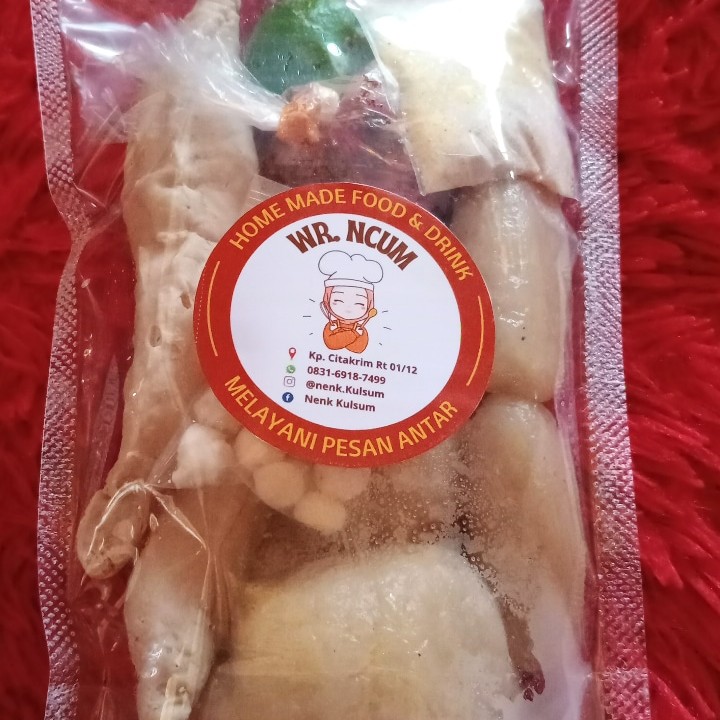 HOME MADE FOOD & DRINK
WR. NCUM
Kp. Citakrim Rt 01/12
0831-6918-7499
@nenk.Kulsum
Nenk Kulsum
MELAYANI PESAN ANTAR